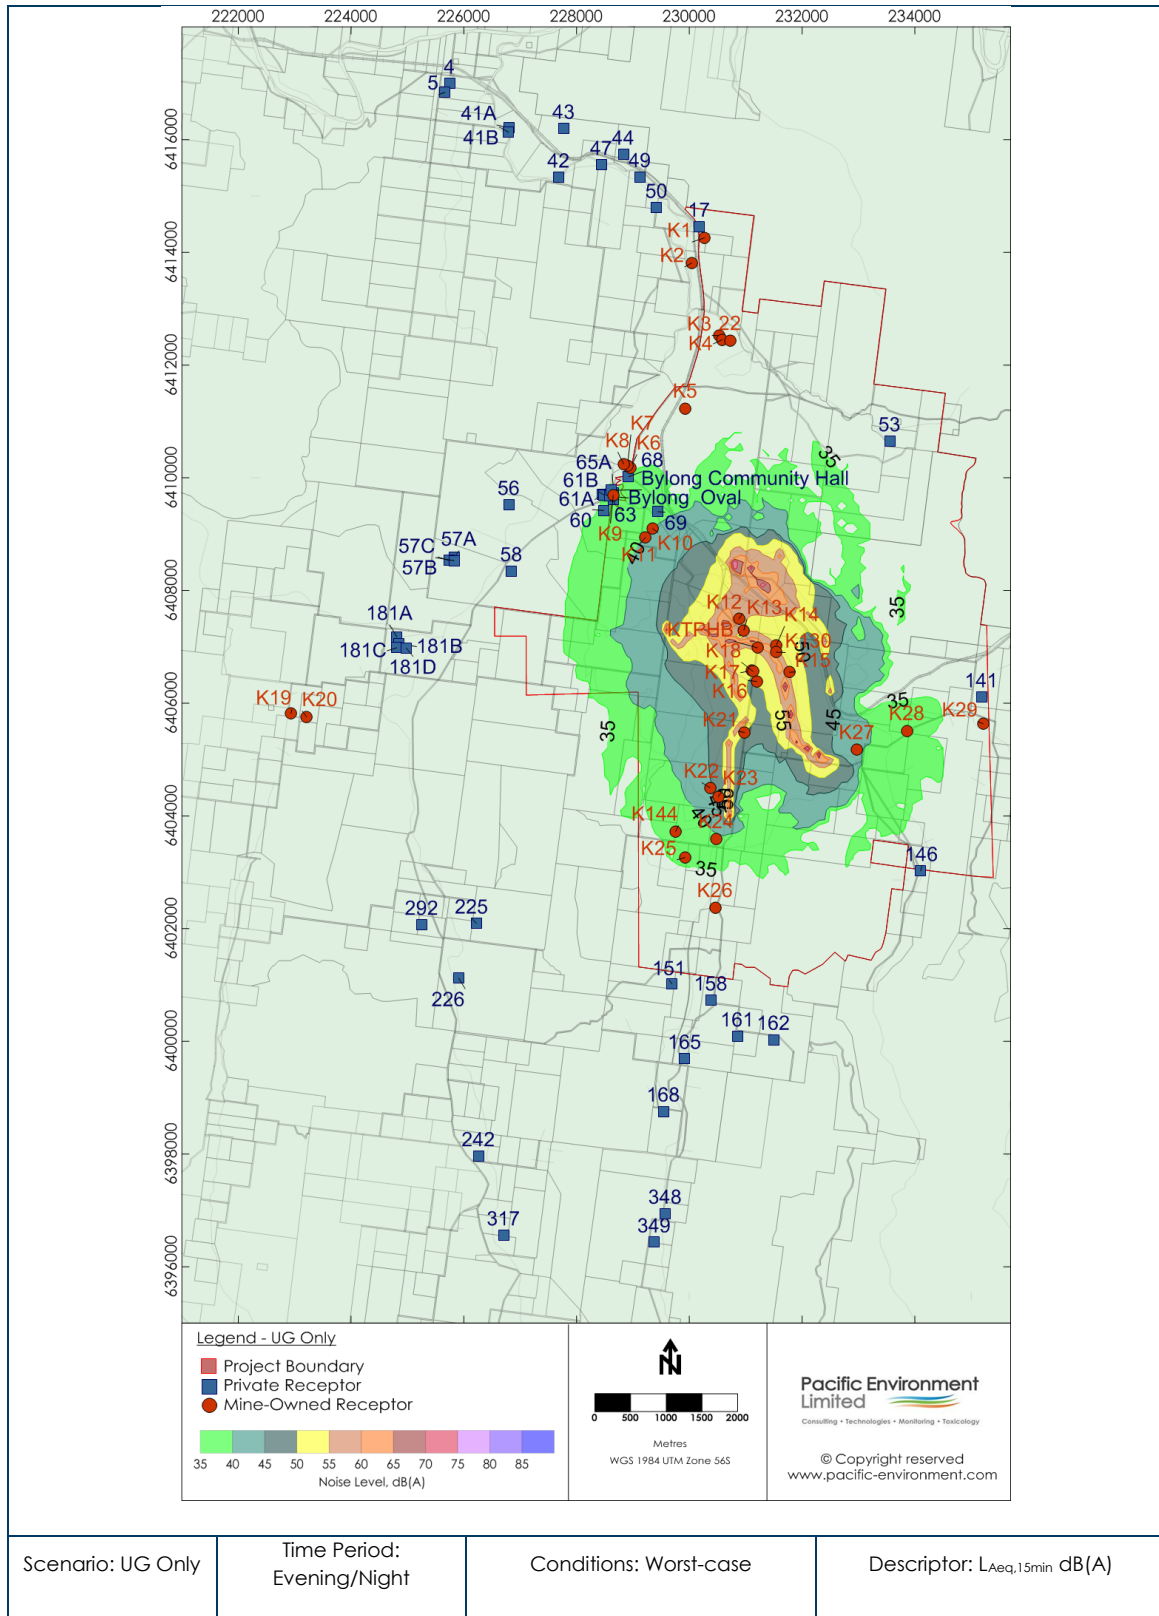 222000 224000 226000 228000 230000 232000 234000
6416000
6414000
6412000
6410000
6408000
6406000
6404000
6402000
6400000
6398000
6396000
4
5
41A
41B
43
42
47
44
49
50
17
K1
K2
K3 22
K4
K5
53
K7
K8
K6
65A
68
61B
Bylong Community Hall
61A
Bylong Oval
60
63
69
K9
K10
K11
56
57C
57A
57B
58
181A
181C
181B
181D
K19
K20
K12
K13
K14
KTPHB
K130
K18
K15
K17
K16
K21
K22
K23
K24
K144
K25
K26
K27
K28
K29
141
146
35
40
35
35
35
35
50
55
45
40
50
292
225
226
151
158
161
162
165
168
242
317
348
349
Legend - UG Only
Project Boundary
Private Receptor
Mine-Owned Receptor
35 40 45 50 55 60 65 70 75 80 85
Noise Level, dB(A)
N
0 500 1000 1500 2000
Metres
WGS 1984 UTM Zone 56S
Pacific Environment
Limited
Consulting • Technologies • Monitoring • Toxicology
© Copyright reserved
www.pacific-environment.com
Scenario: UG Only
Time Period:
Evening/Night
Conditions: Worst-case
Descriptor: LAeq,15min dB(A)